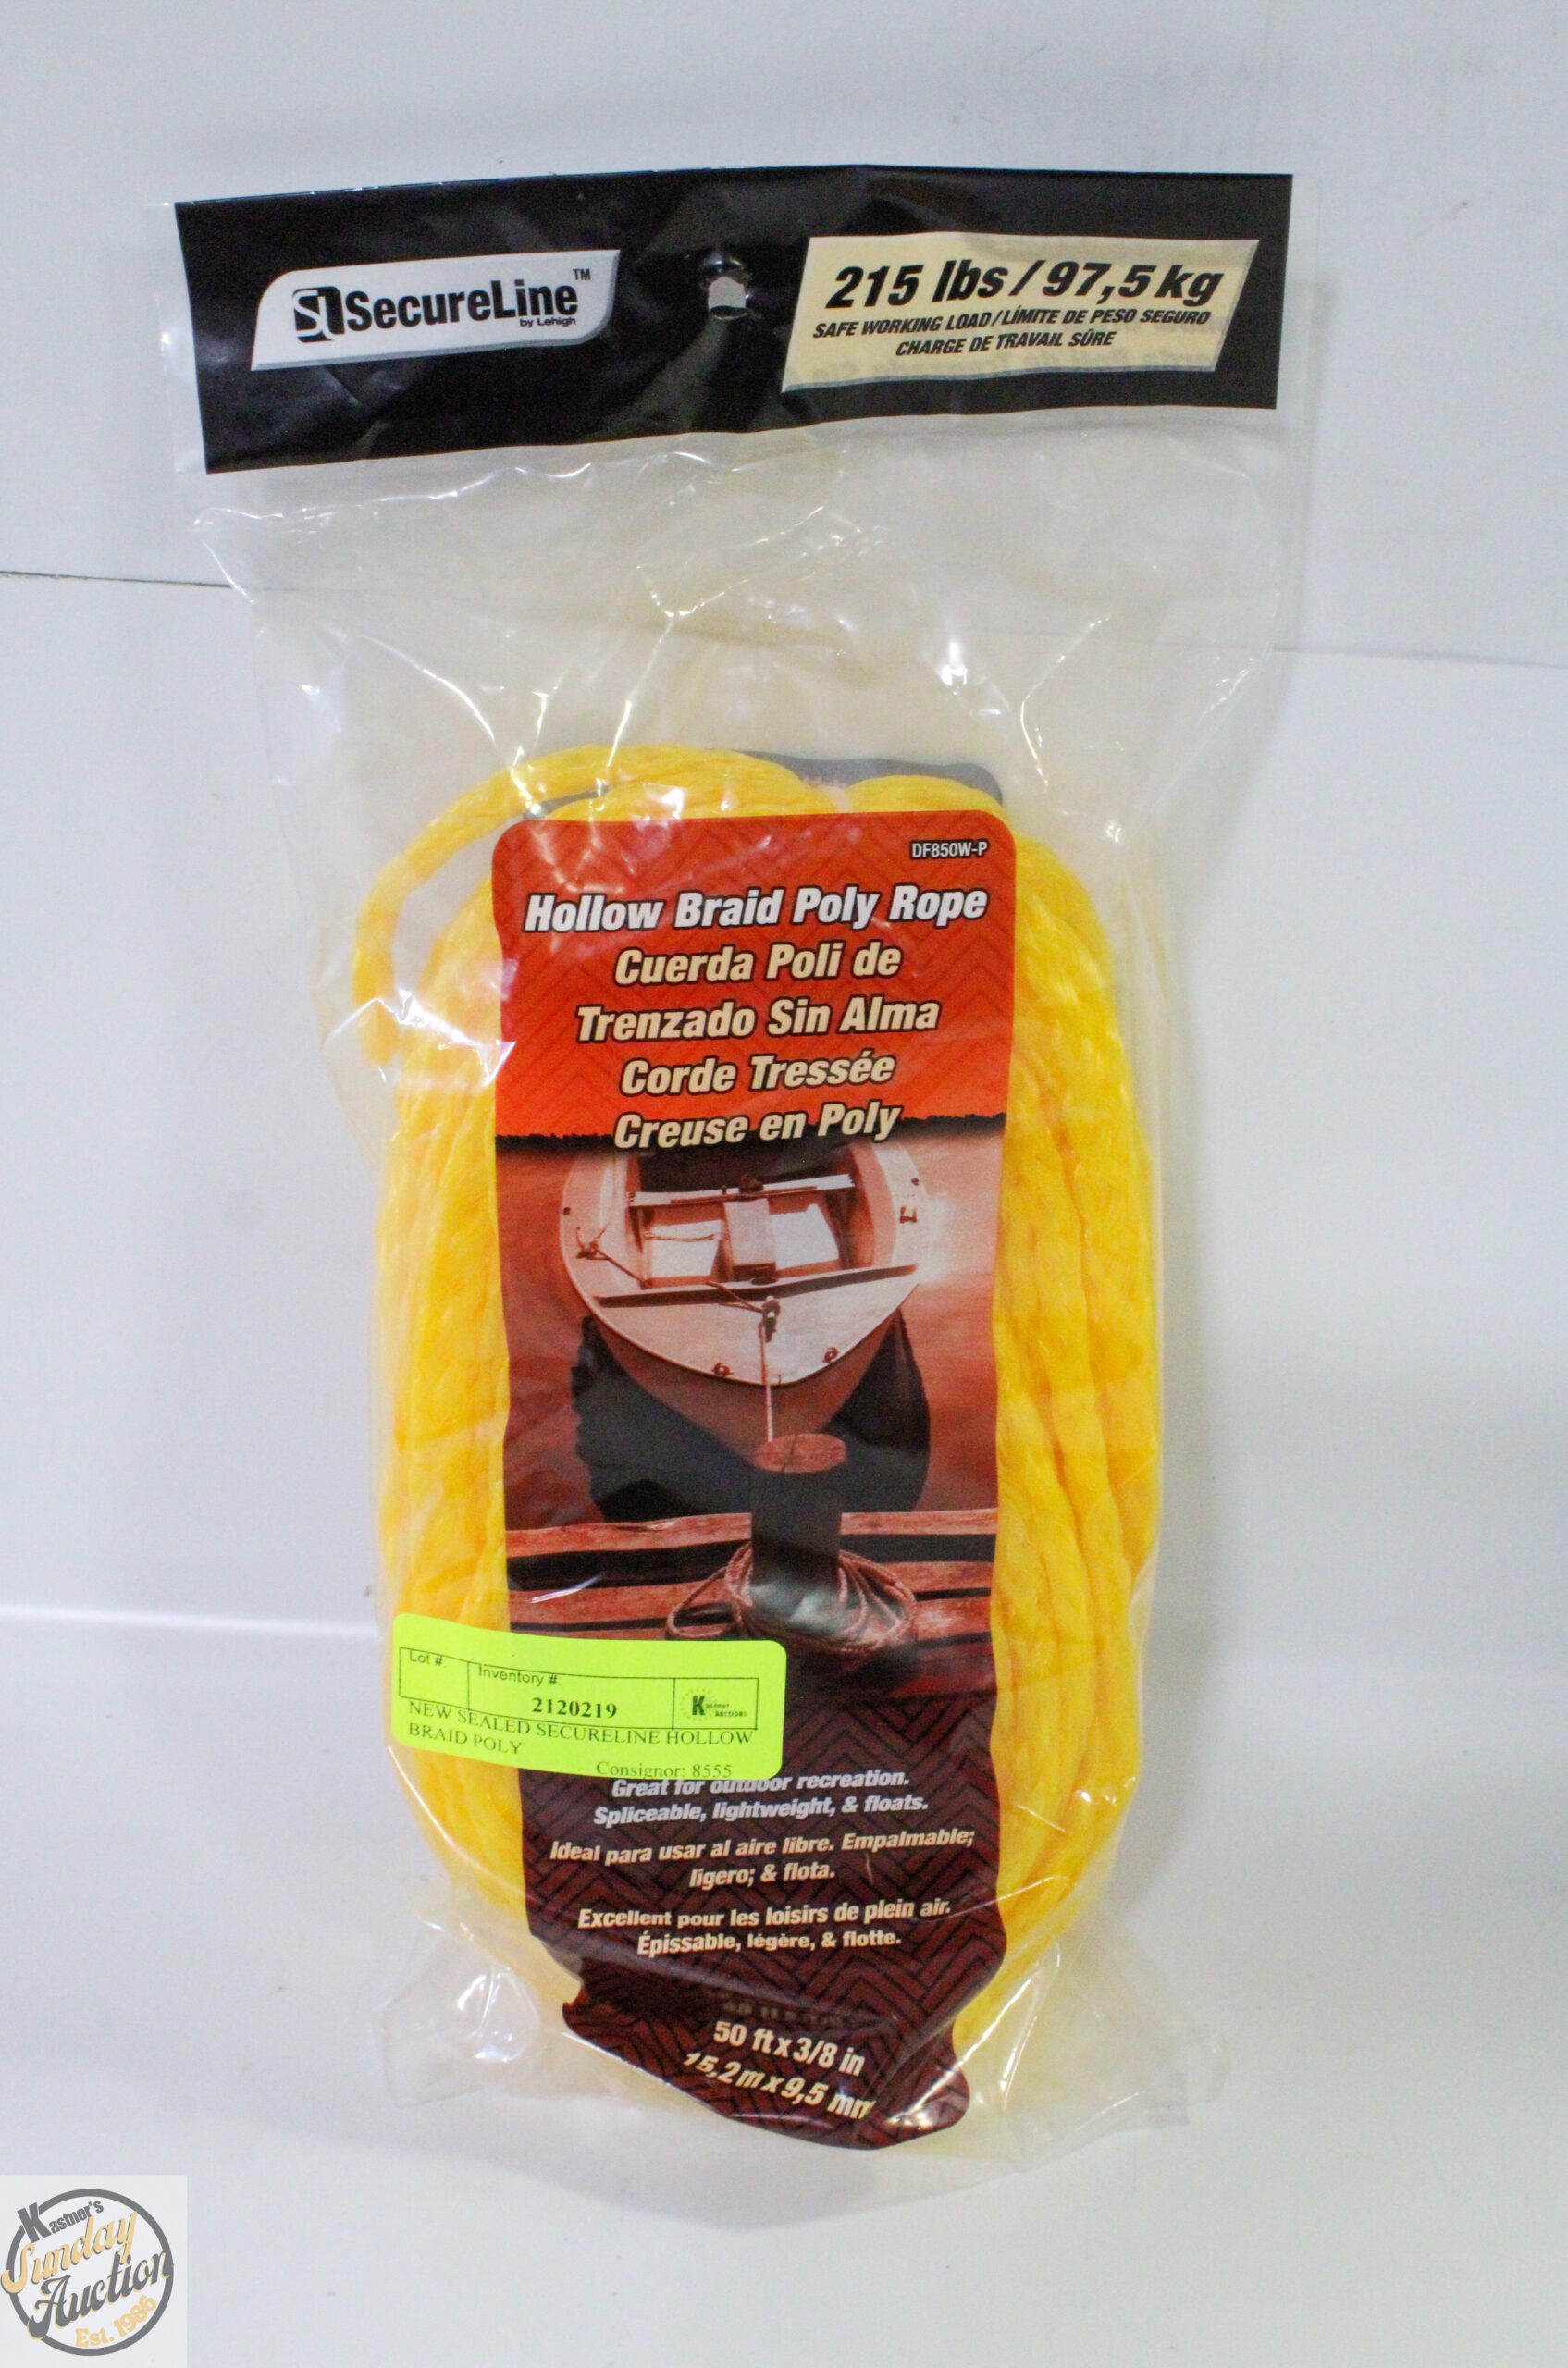 SL SecureLine™
by Lehigh
215 lbs / 97,5 kg
SAFE WORKING LOAD/LÍMITE DE PESO SEGURO
CHARGE DE TRAVAIL SÛRE
DF850W-P
Hollow Braid Poly Rope
Cuerda Poli de
Trenzado Sin Alma
Corde Tressée
Creuse en Poly
Lot #:
Inventory #:
2120219
Kastner
AUCTIONS
NEW SEALED SECURELINE HOLLOW
BRAID POLY
Consignor: 8555
Great for outdoor recreation.
Spliceable, lightweight, & floats.
Ideal para usar al aire libre. Empalmable;
ligero; & flota.
Excellent pour les loisirs de plein air.
Épissable, légère, & flotte.
50 ft x 3/8 in
15,2 m x 9,5 mm
Kastner's
Sunday
Auction
Est. 1986